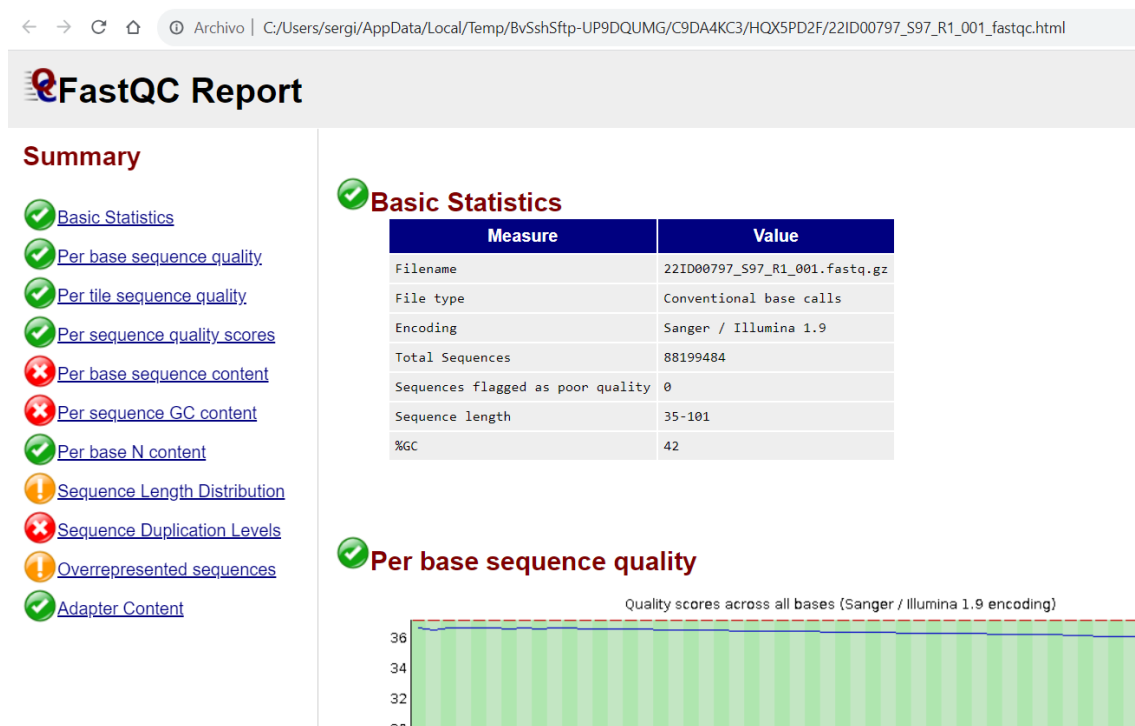 Archivo | C:/Users/sergi/AppData/Local/Temp/BvSshSftp-UP9DQUMG/C9DA4KC3/HQX5PD2F/22ID00797_S97_R1_001_fastqc.html
FastQC Report
Summary
Basic Statistics
Per base sequence quality
Per tile sequence quality
Per sequence quality scores
Per base sequence content
Per sequence GC content
Per base N content
Sequence Length Distribution
Sequence Duplication Levels
Overrepresented sequences
Adapter Content
Basic Statistics
Measure Value
Filename 22ID00797_S97_R1_001.fastq.gz
File type Conventional base calls
Encoding Sanger / Illumina 1.9
Total Sequences 88199484
Sequences flagged as poor quality 0
Sequence length 35-101
%GC 42
Per base sequence quality
Quality scores across all bases (Sanger / Illumina 1.9 encoding)
36
34
32